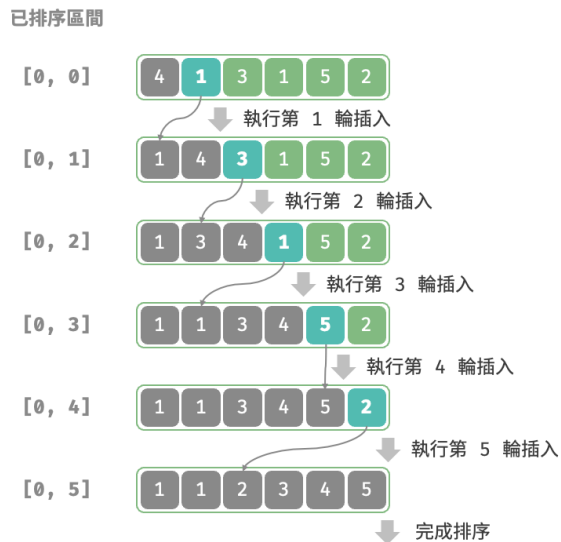 已排序區間
[0, 0] 4 1 3 1 5 2
執行第 1 輪插入
[0, 1] 1 4 3 1 5 2
執行第 2 輪插入
[0, 2] 1 3 4 1 5 2
執行第 3 輪插入
[0, 3] 1 1 3 4 5 2
執行第 4 輪插入
[0, 4] 1 1 3 4 5 2
執行第 5 輪插入
[0, 5] 1 1 2 3 4 5
完成排序